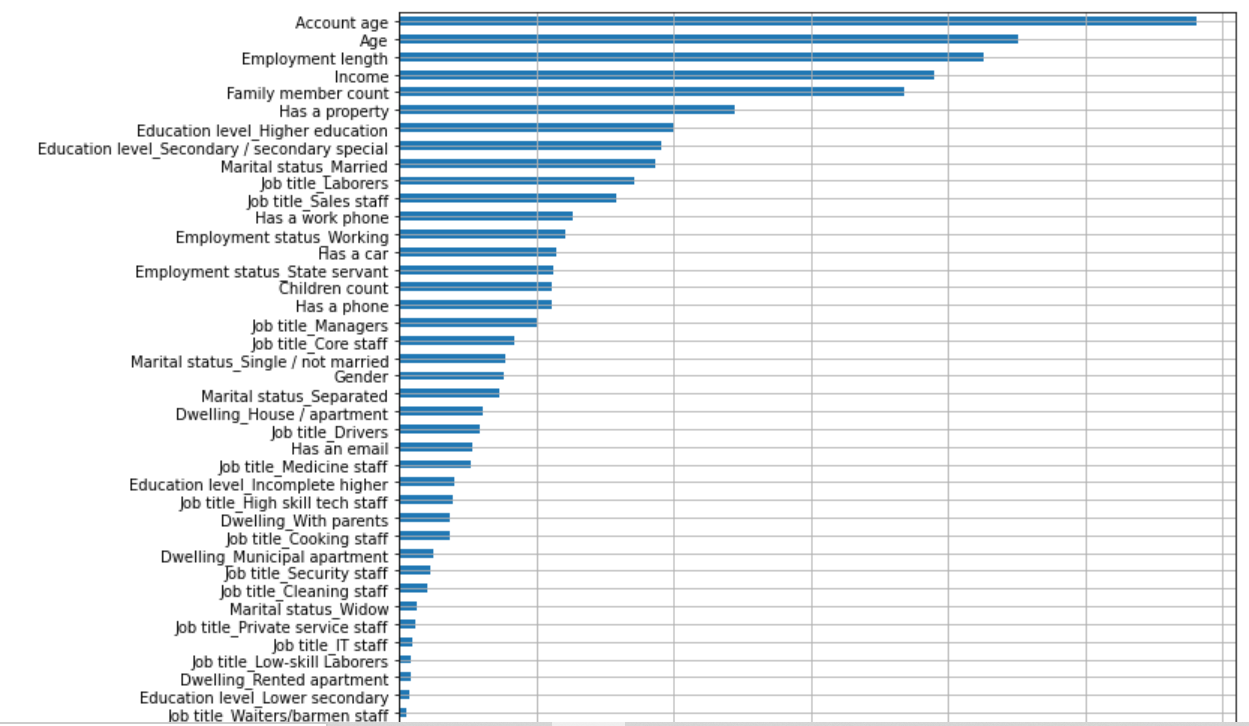 Account age
Age
Employment length
Income
Family member count
Has a property
Education level_Higher education
Education level_Secondary / secondary special
Marital status_Married
Job title_Laborers
Job title_Sales staff
Has a work phone
Employment status_Working
Has a car
Employment status_State servant
Children count
Has a phone
Job title_Managers
Job title_Core staff
Marital status_Single / not married
Gender
Marital status_Separated
Dwelling_House / apartment
Job title_Drivers
Has an email
Job title_Medicine staff
Education level_Incomplete higher
Job title_High skill tech staff
Dwelling_With parents
Job title_Cooking staff
Dwelling_Municipal apartment
Job title_Security staff
Job title_Cleaning staff
Marital status_Widow
Job title_Private service staff
Job title_IT staff
Job title_Low-skill Laborers
Dwelling_Rented apartment
Education level_Lower secondary
Job title_Waiters/barmen staff